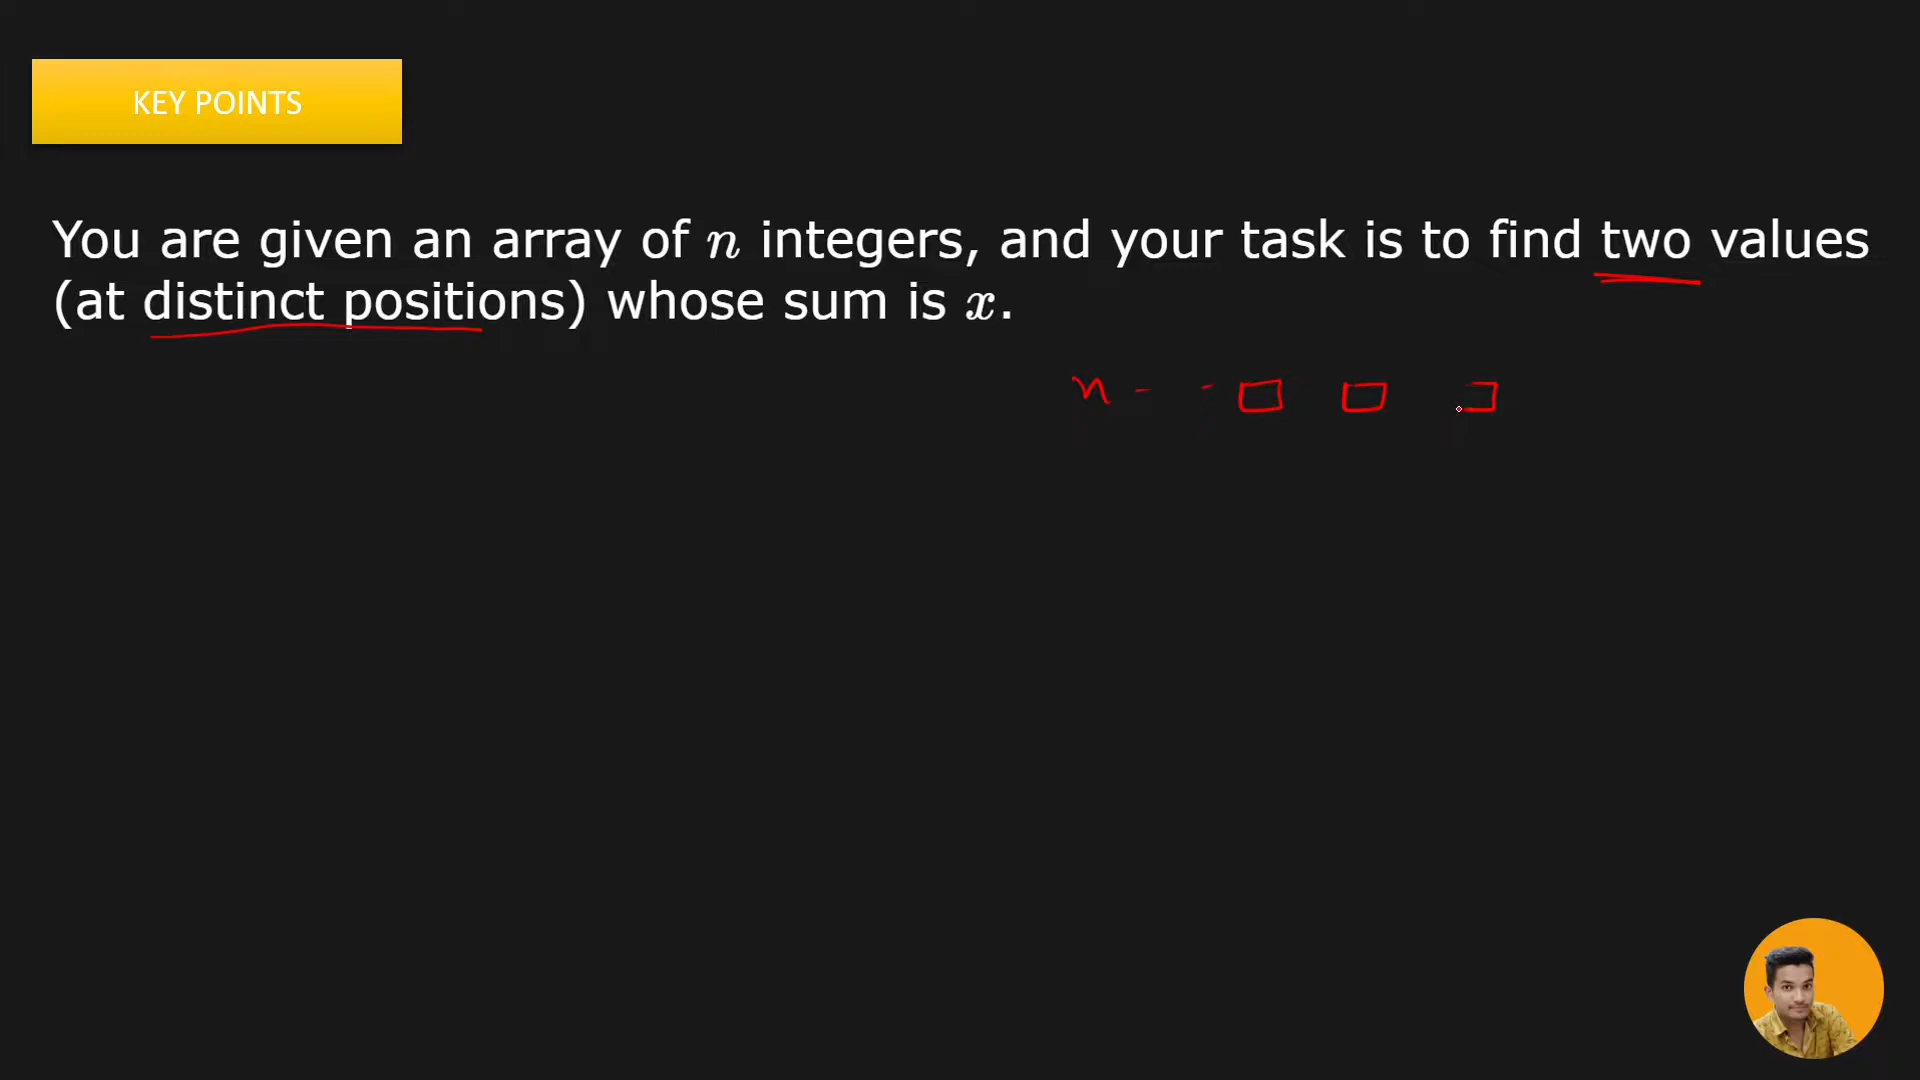 KEY POINTS
You are given an array of n integers, and your task is to find two values
(at distinct positions) whose sum is x.
n - -